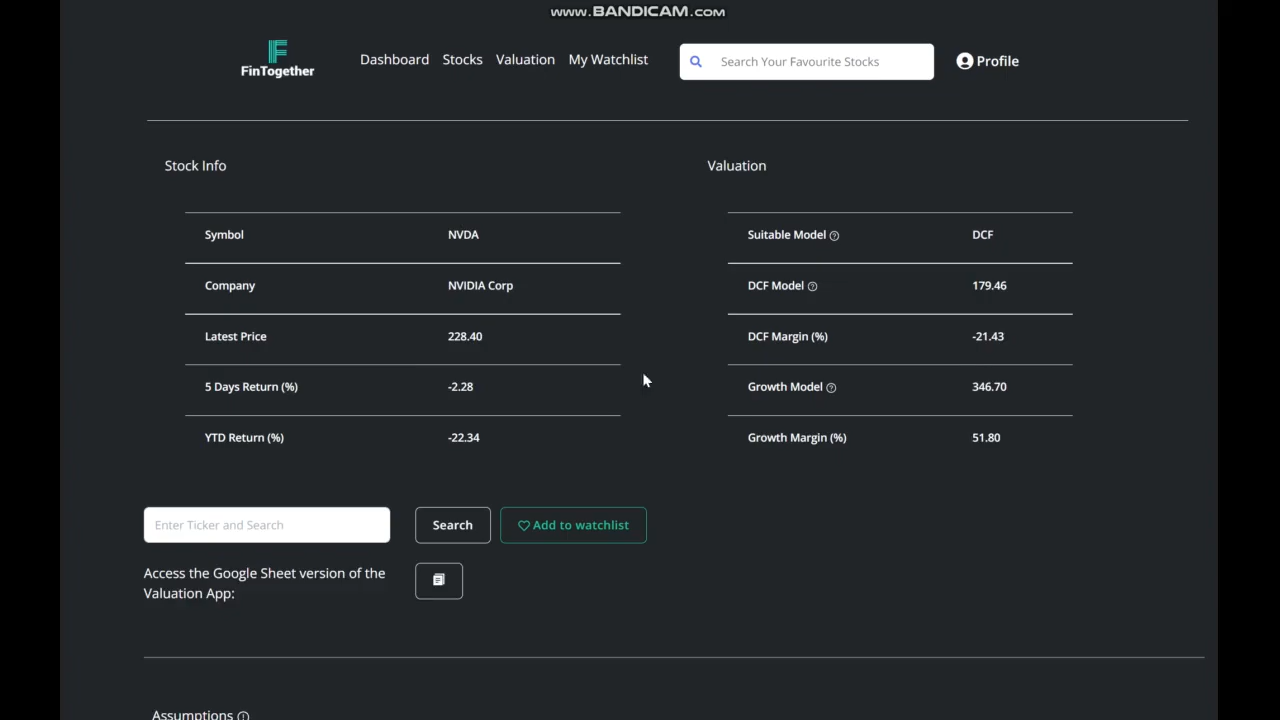 www.BANDICAM.com
FinTogether
Dashboard Stocks Valuation My Watchlist Search Your Favourite Stocks Profile
Stock Info
Symbol NVDA
Company NVIDIA Corp
Latest Price 228.40
5 Days Return (%) -2.28
YTD Return (%) -22.34
Valuation
Suitable Model DCF
DCF Model 179.46
DCF Margin (%) -21.43
Growth Model 346.70
Growth Margin (%) 51.80
Enter Ticker and Search Search Add to watchlist
Access the Google Sheet version of the
Valuation App:
Assumptions